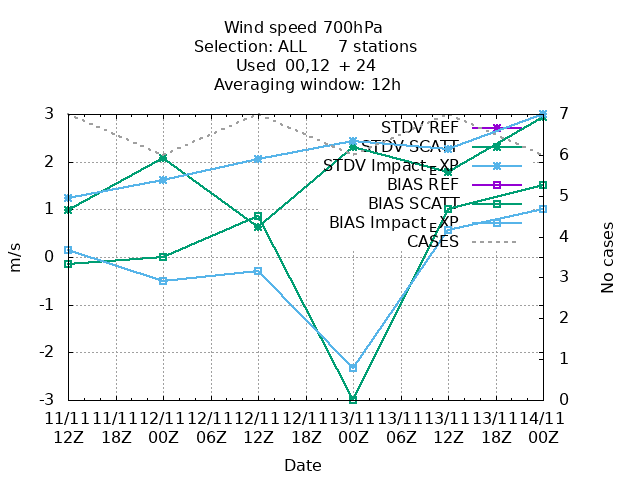 Wind speed 700hPa
Selection: ALL 7 stations
Used 00,12 + 24
Averaging window: 12h
3
2
1
0
-1
-2
-3
m/s
7
6
5
4
3
2
1
0
No cases
STDV REF
STDV SCATT
STDV Impact_EXP
BIAS REF
BIAS SCATT
BIAS Impact_EXP
CASES
11/11 11/11 12/11 12/11 12/11 12/11 13/11 13/11 13/11 13/11 14/11
12Z 18Z 00Z 06Z 12Z 18Z 00Z 06Z 12Z 18Z 00Z
Date